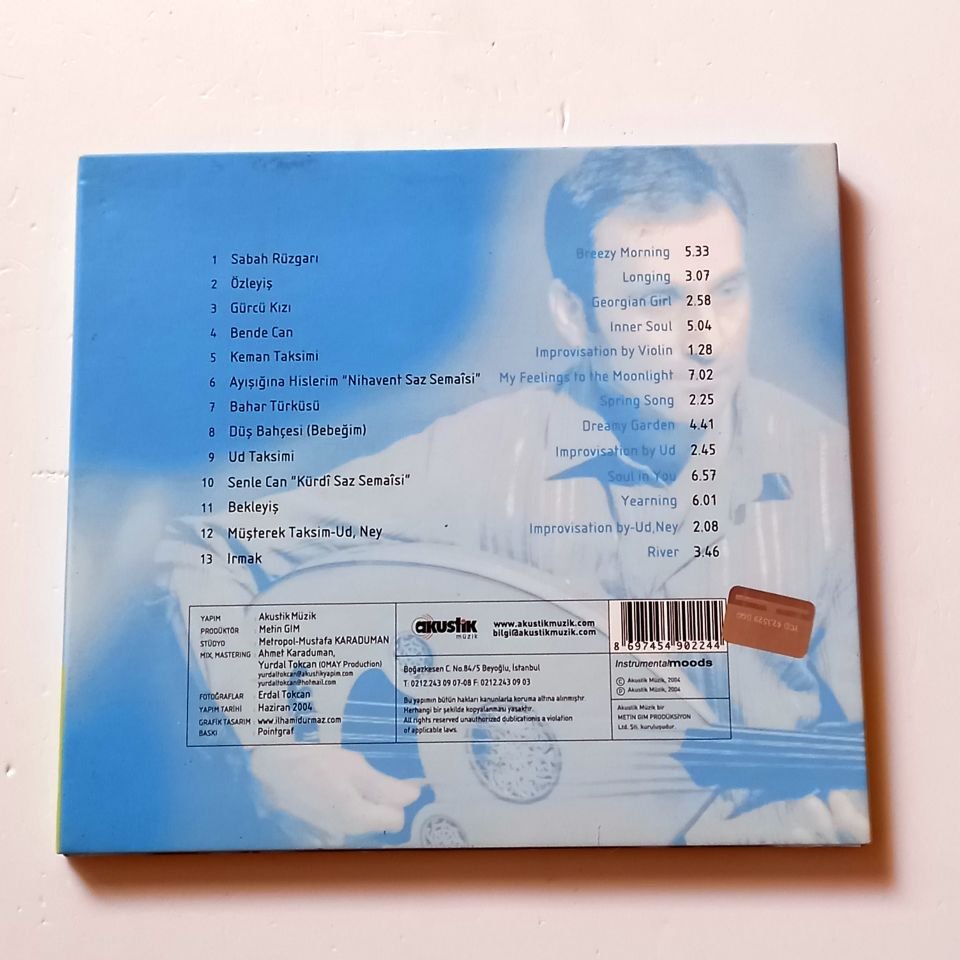 1 Sabah Rüzgarı Breezy Morning 5.33
2 Özleyiş Longing 3.07
3 Gürcü Kızı Georgian Girl 2.58
4 Bende Can Inner Soul 5.04
5 Keman Taksimi Improvisation by Violin 1.28
6 Ayışığına Hislerim "Nihavent Saz Semaîsi" My Feelings to the Moonlight 7.02
7 Bahar Türküsü Spring Song 2.25
8 Düş Bahçesi (Bebeğim) Dreamy Garden 4.41
9 Ud Taksimi Improvisation by Ud 2.45
10 Senle Can "Kürdî Saz Semaîsi" Soul in You 6.57
11 Bekleyiş Yearning 6.01
12 Müşterek Taksim-Ud, Ney Improvisation by-Ud,Ney 2.08
13 Irmak River 3.46
YAPIM Akustik Müzik
PRODÜKTÖR Metin GIM
STÜDYO Metropol-Mustafa KARADUMAN
MIX, MASTERING Ahmet Karaduman,
Yurdal Tokcan (OMAY Production)
yurdaltokcan@akustikyapim.com
yurdaltokcan@hotmail.com
FOTOĞRAFLAR Erdal Tokcan
YAPIM TARİHİ Haziran 2004
GRAFİK TASARIM www.ilhamidurmaz.com
BASKI Pointgraf
akustik
müzik
www.akustikmuzik.com
bilgi@akustikmuzik.com
Boğazkesen C. No.84/5 Beyoğlu, İstanbul
T: 0212.243 09 07-08 F: 0212.243 09 03
Bu yapımın bütün hakları kanunlarla koruma altına alınmıştır.
Herhangi bir şekilde kopyalanması yasaktır.
All rights reserved unauthorized dublications a violation
of applicable laws.
8 697454 902244
Instrumentalmoods
C Akustik Müzik, 2004
P Akustik Müzik, 2004
Akustik Müzik bir
METİN GIM PRODÜKSİYON
Ltd. Şti. kuruluşudur.